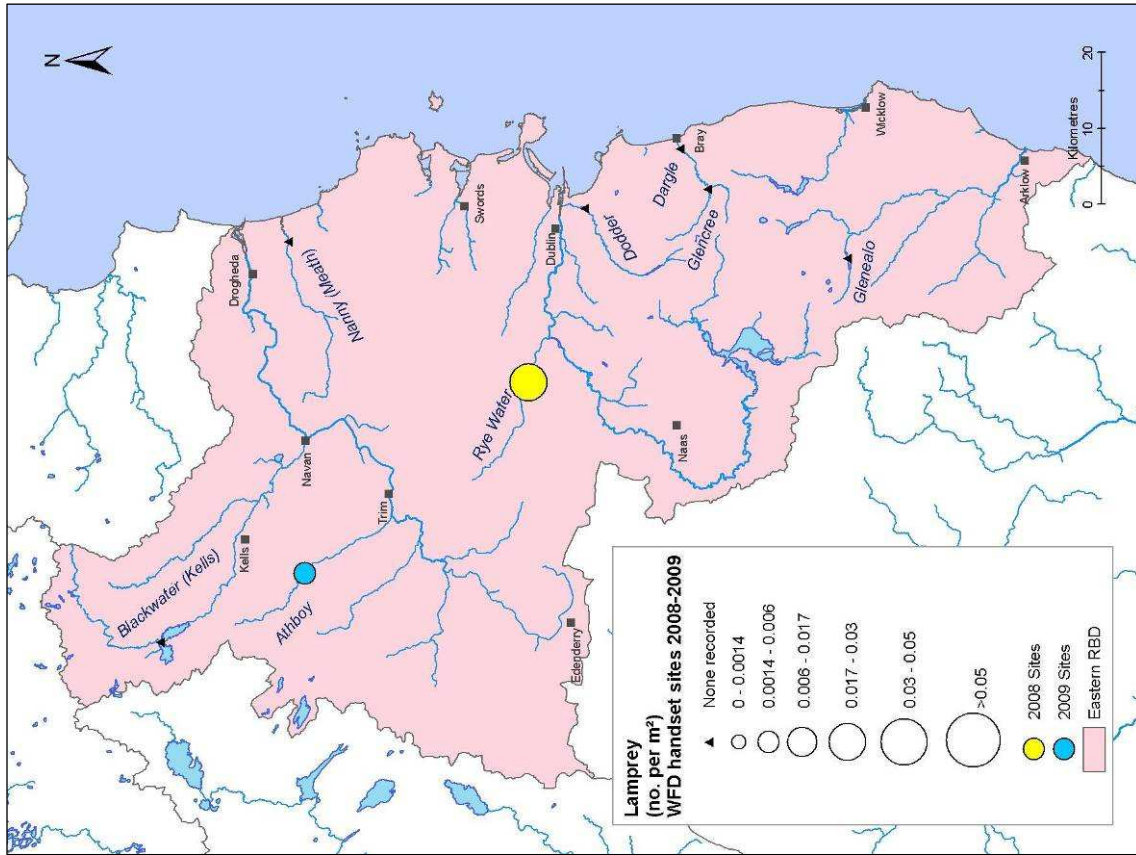 N
Drogheda
Nanny (Meath)
Blackwater (Kells)
Kells
Navan
Athboy
Trim
Swords
Rye Water
Dublin
Edenderry
Dodder
Dargle
Bray
Glencree
Naas
Glenealo
Wicklow
Arklow
0 10 20
Kilometres
Lamprey
(no. per m²)
WFD handset sites 2008-2009
None recorded
0 - 0.0014
0.0014 - 0.006
0.006 - 0.017
0.017 - 0.03
0.03 - 0.05
>0.05
2008 Sites
2009 Sites
Eastern RBD